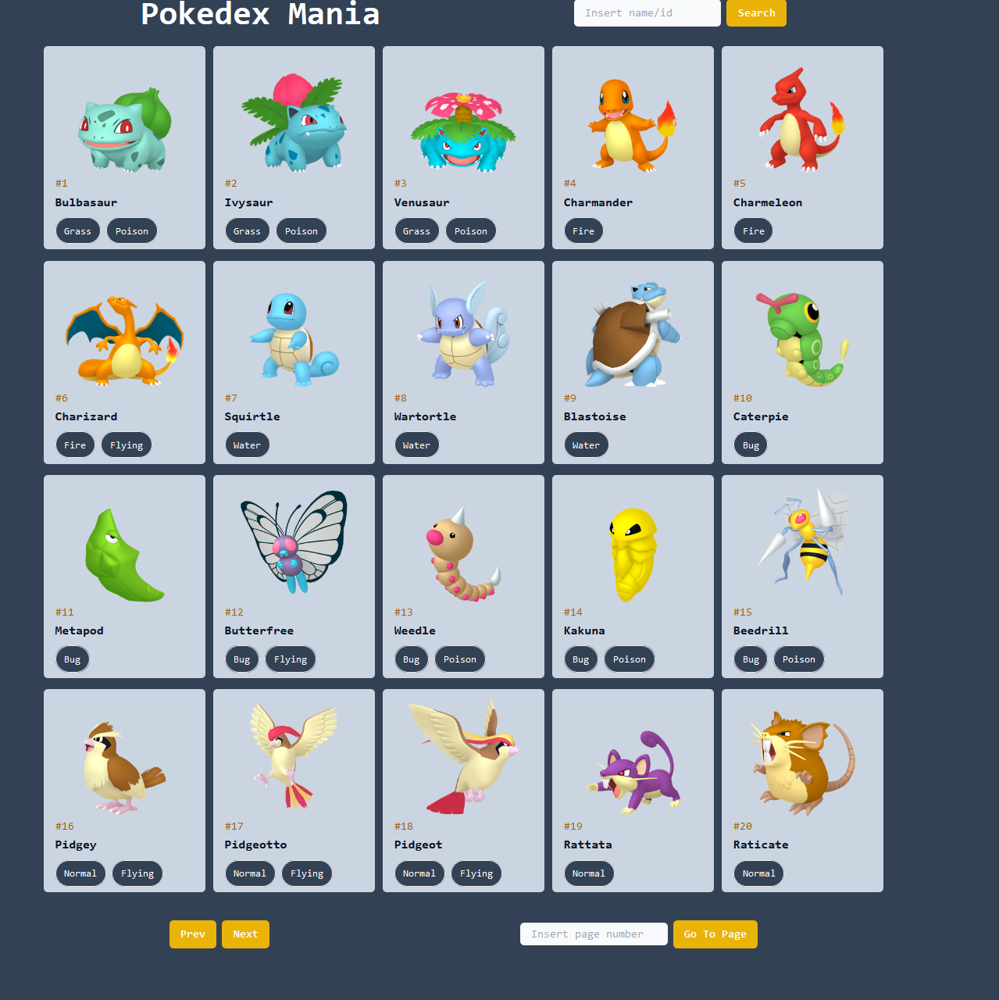 Pokedex Mania
Insert name/id Search
#1 #2 #3 #4 #5
Bulbasaur Ivysaur Venusaur Charmander Charmeleon
Grass Poison Grass Poison Grass Poison Fire Fire
#6 #7 #8 #9 #10
Charizard Squirtle Wartortle Blastoise Caterpie
Fire Flying Water Water Water Bug
#11 #12 #13 #14 #15
Metapod Butterfree Weedle Kakuna Beedrill
Bug Bug Flying Bug Poison Bug Poison Bug Poison
#16 #17 #18 #19 #20
Pidgey Pidgeotto Pidgeot Rattata Raticate
Normal Flying Normal Flying Normal Flying Normal Normal
Prev Next Insert page number Go To Page